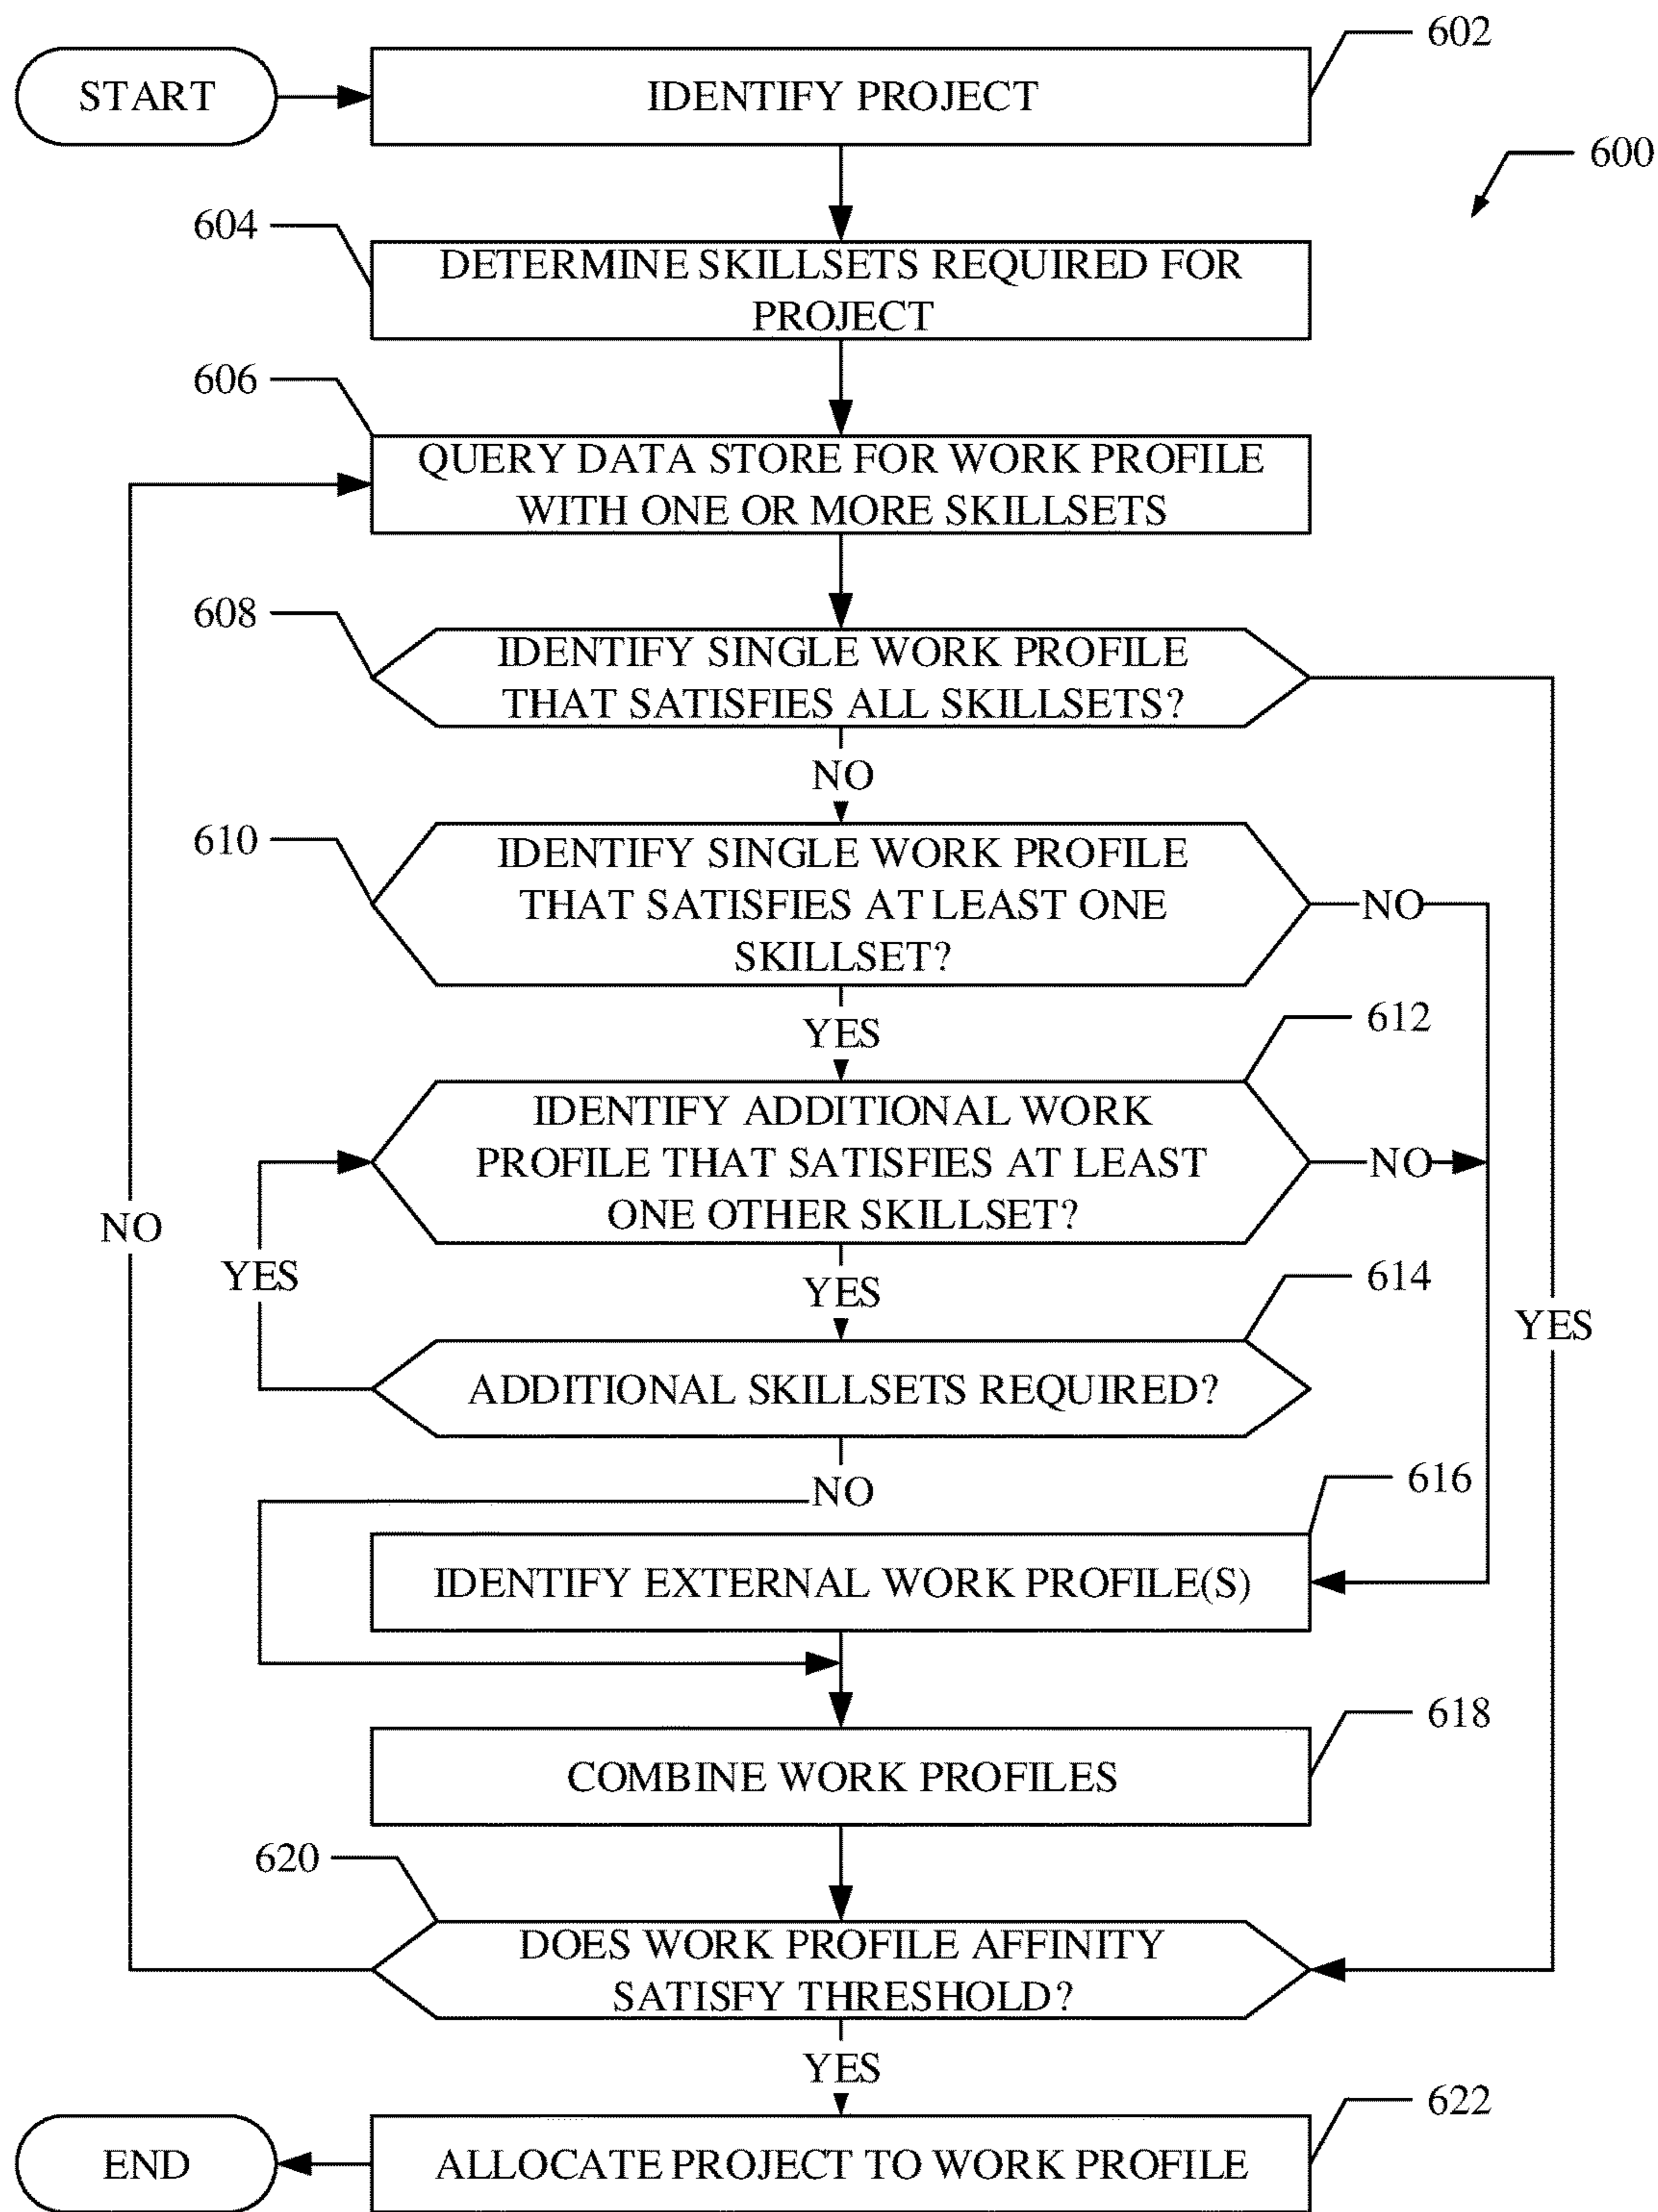 602
START
IDENTIFY PROJECT
600
604
DETERMINE SKILLSETS REQUIRED FOR
PROJECT
606
QUERY DATA STORE FOR WORK PROFILE
WITH ONE OR MORE SKILLSETS
608
IDENTIFY SINGLE WORK PROFILE
THAT SATISFIES ALL SKILLSETS?
NO
610
IDENTIFY SINGLE WORK PROFILE
THAT SATISFIES AT LEAST ONE
SKILLSET?
NO
YES
612
IDENTIFY ADDITIONAL WORK
PROFILE THAT SATISFIES AT LEAST
ONE OTHER SKILLSET?
NO
NO
YES
YES
614
YES
ADDITIONAL SKILLSETS REQUIRED?
NO
616
IDENTIFY EXTERNAL WORK PROFILE(S)
618
COMBINE WORK PROFILES
620
DOES WORK PROFILE AFFINITY
SATISFY THRESHOLD?
YES
622
END
ALLOCATE PROJECT TO WORK PROFILE